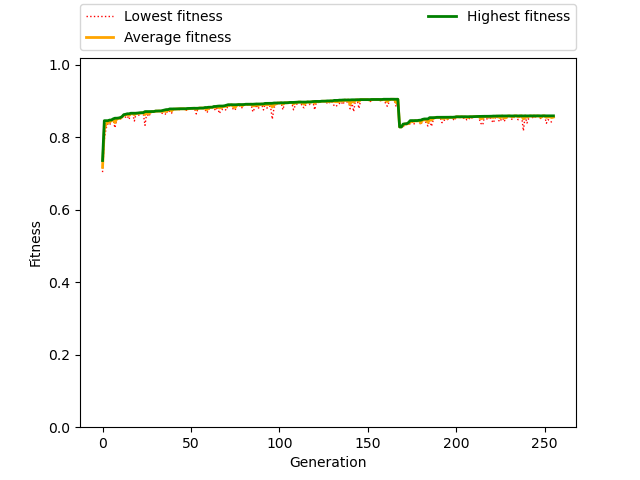 Lowest fitness
Average fitness
Highest fitness
1.0
0.8
0.6
0.4
0.2
0.0
Fitness
0 50 100 150 200 250
Generation